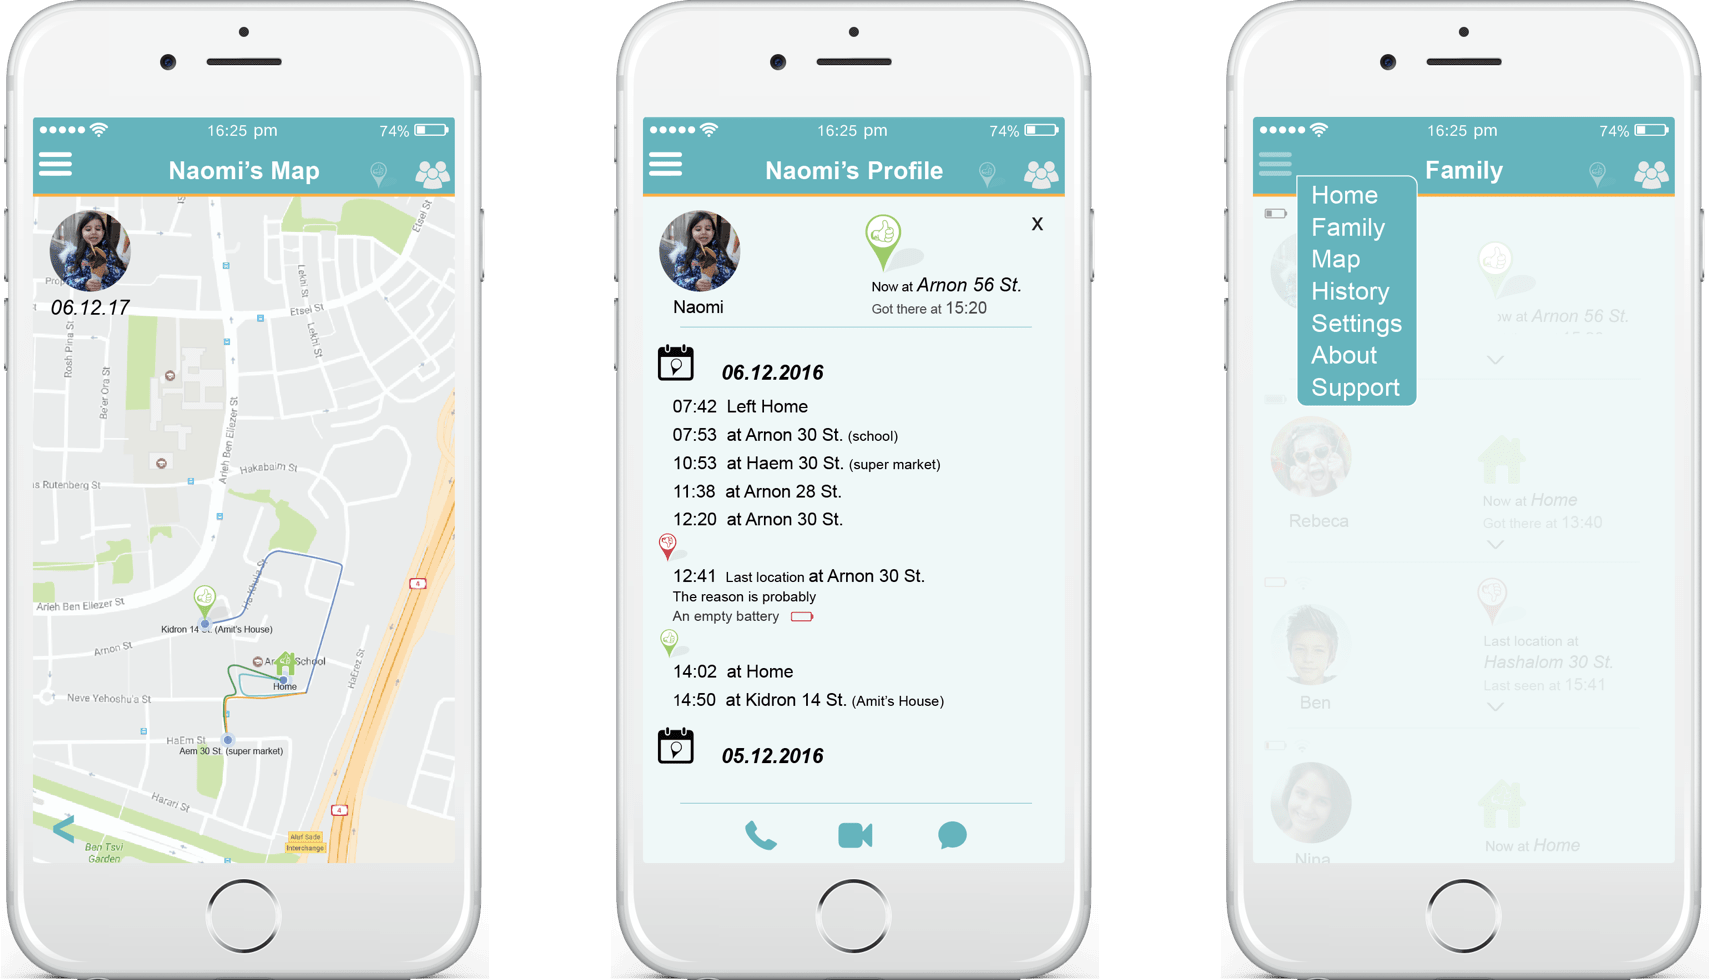 16:25 pm
74%
Naomi's Map
06.12.17
Etsel St
Lekhi St
Etsel St
Lekhi St
Rosh Pina St
Be'er Ora St
Arieh Ben Eliezer St
Hakabalm St
as Rutenberg St
Ha-Khula St
4
Arieh Ben Eliezer St
Kidron 14 St. (Amit's House)
Arnon St
School
Home
HaErez St
Neve Yehoshu'a St
HaEm St
Aem 30 St. (super market)
Harari St
4
Alef Sade
Interchange
Ben Tsvi
Garden
<
16:25 pm
74%
Naomi's Profile
X
Naomi
Now at Arnon 56 St.
Got there at 15:20
06.12.2016
07:42 Left Home
07:53 at Arnon 30 St. (school)
10:53 at Haem 30 St. (super market)
11:38 at Arnon 28 St.
12:20 at Arnon 30 St.
12:41 Last location at Arnon 30 St.
The reason is probably
An empty battery
14:02 at Home
14:50 at Kidron 14 St. (Amit's House)
05.12.2016
16:25 pm
74%
Family
Home
Family
Map
History
Settings
About
Support
at Arnon 56 St.
Rebeca
Now at Home
Got there at 13:40
Ben
Last location at
Hashalom 30 St.
Last seen at 15:41
Nina
Now at Home